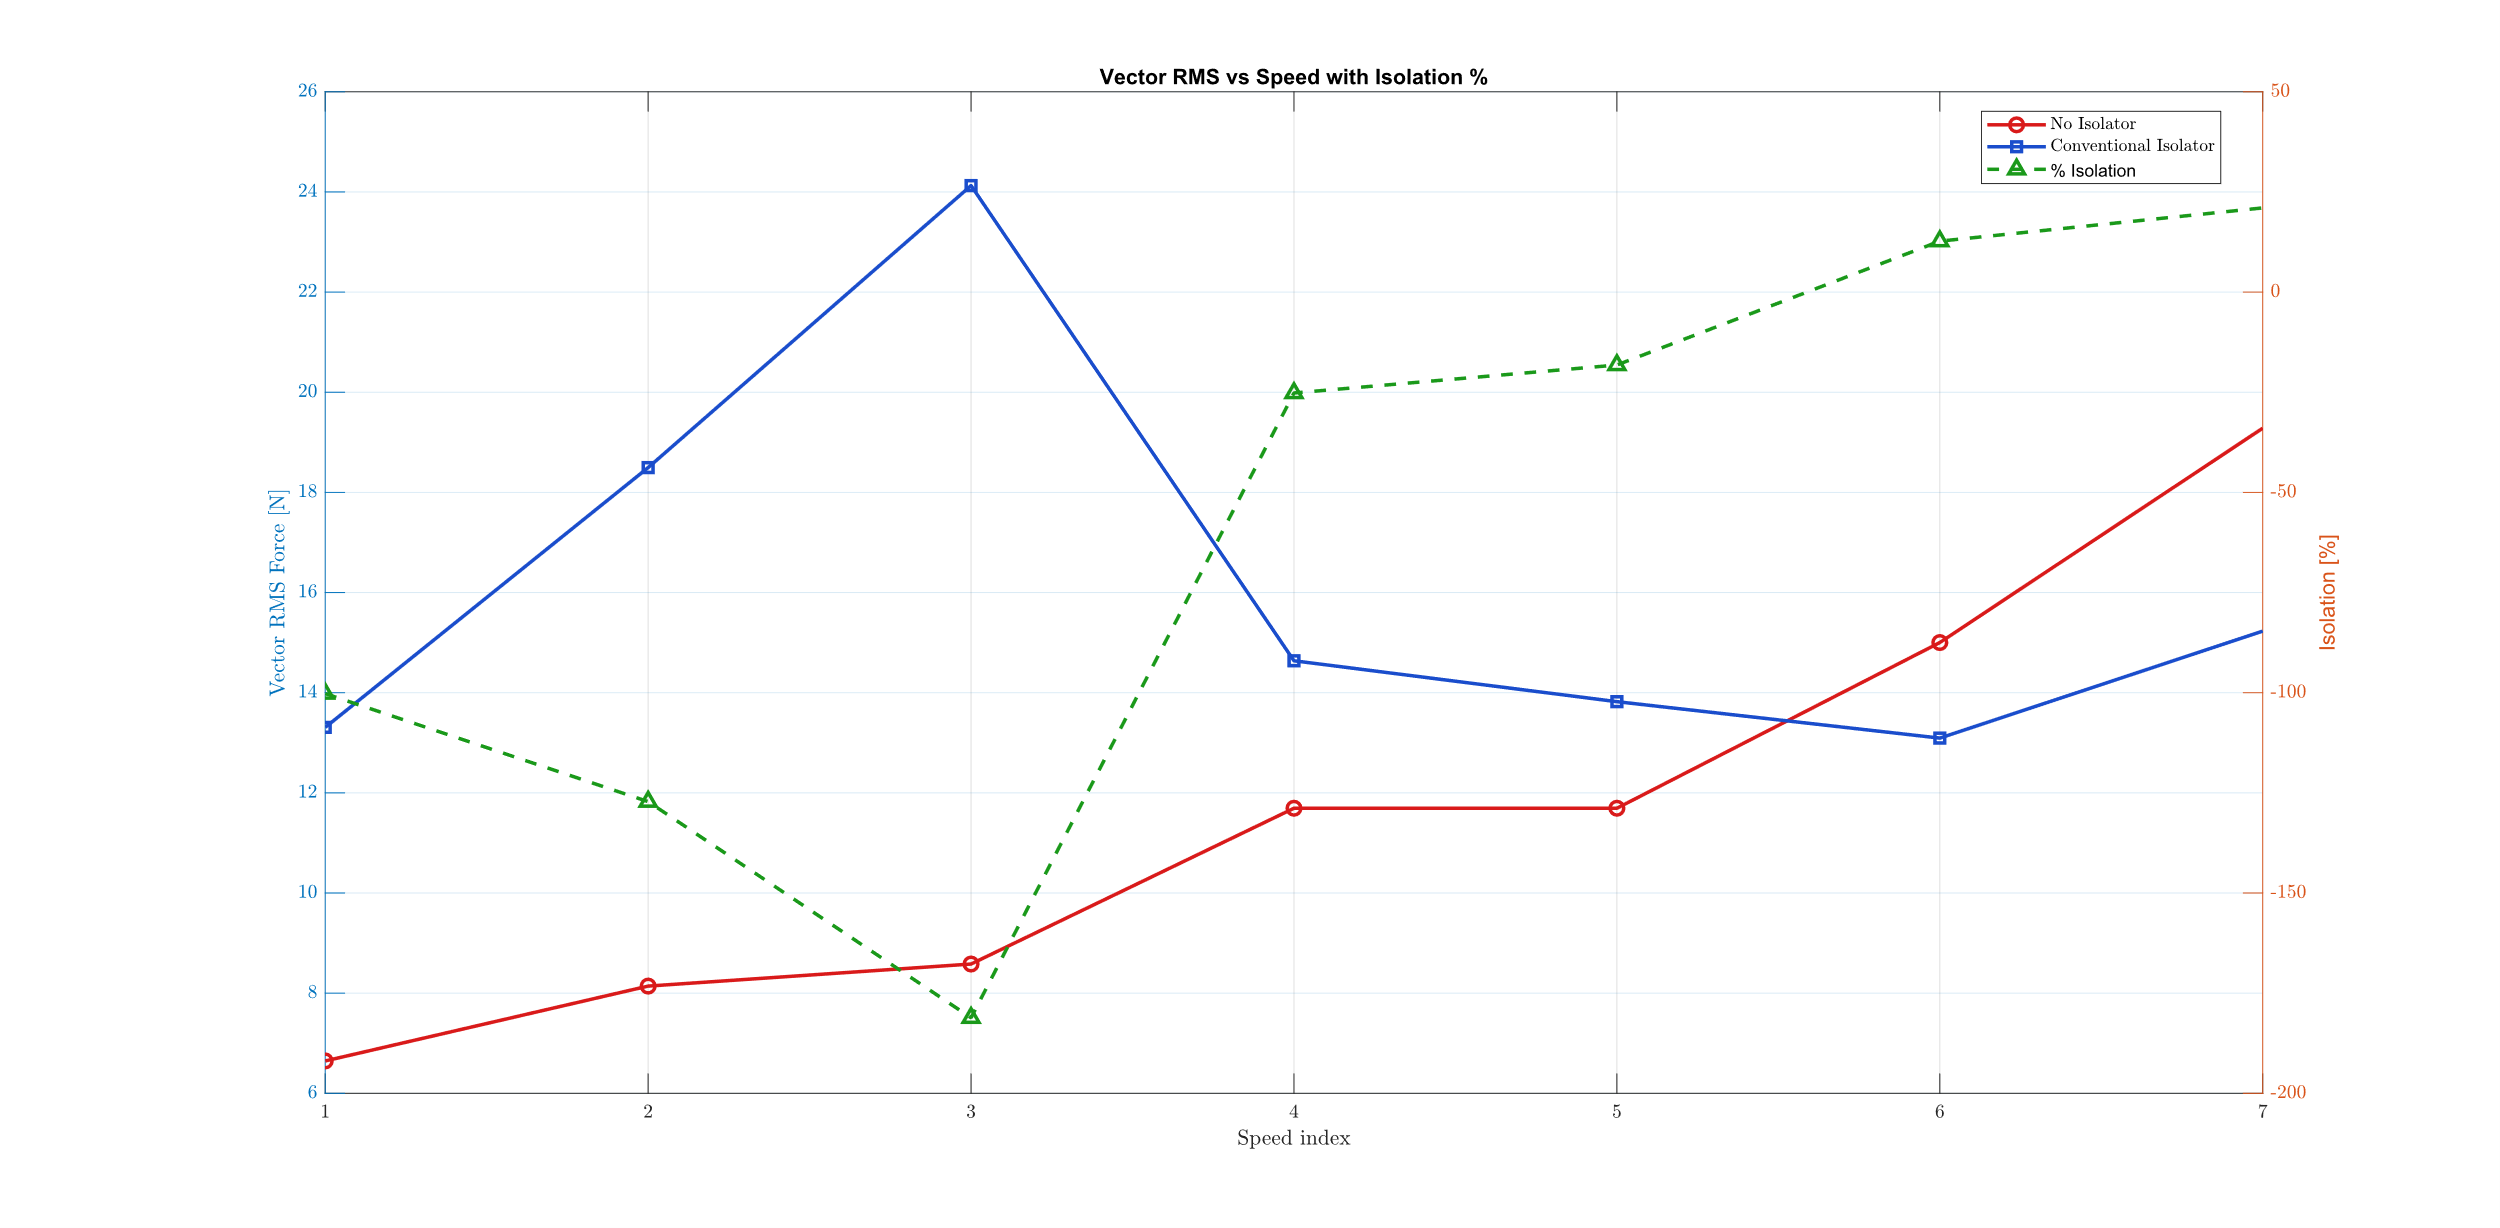 Vector RMS vs Speed with Isolation %
26
24
22
20
18
16
14
12
10
8
6
Vector RMS Force [N]
50
0
-50
-100
-150
-200
Isolation [%]
No Isolator
Conventional Isolator
% Isolation
1 2 3 4 5 6 7
Speed index